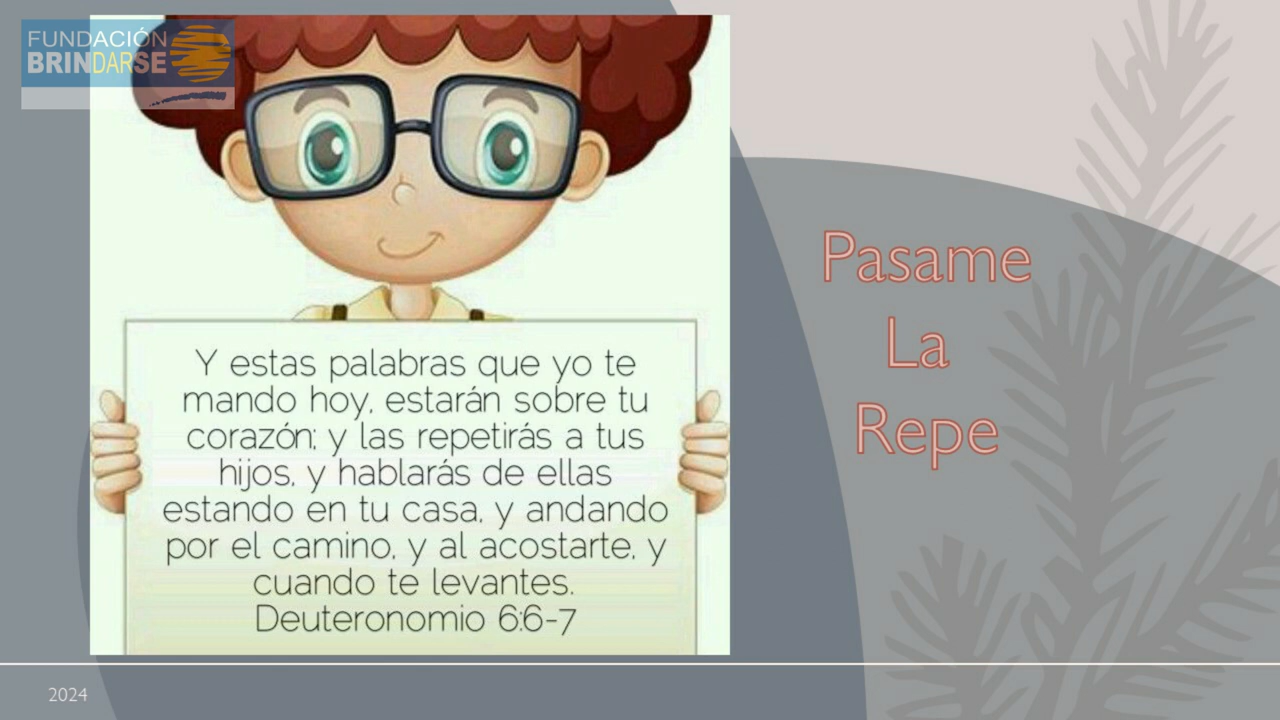 FUNDACIÓN
BRINDARSE
Y estas palabras que yo te
mando hoy, estarán sobre tu
corazón; y las repetirás a tus
hijos, y hablarás de ellas
estando en tu casa, y andando
por el camino, y al acostarte, y
cuando te levantes.
Deuteronomio 6:6-7
Pasame
La
Repe
2024